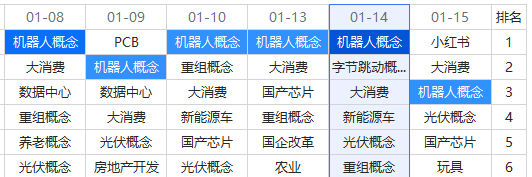 01-08 01-09 01-10 01-13 01-14 01-15 排名
机器人概念 PCB 机器人概念 机器人概念 机器人概念 小红书 1
大消费 机器人概念 重组概念 大消费 字节跳动概... 大消费 2
数据中心 数据中心 大消费 国产芯片 大消费 机器人概念 3
重组概念 大消费 新能源车 重组概念 新能源车 光伏概念 4
养老概念 光伏概念 国产芯片 国企改革 光伏概念 国产芯片 5
光伏概念 房地产开发 光伏概念 农业 重组概念 玩具 6